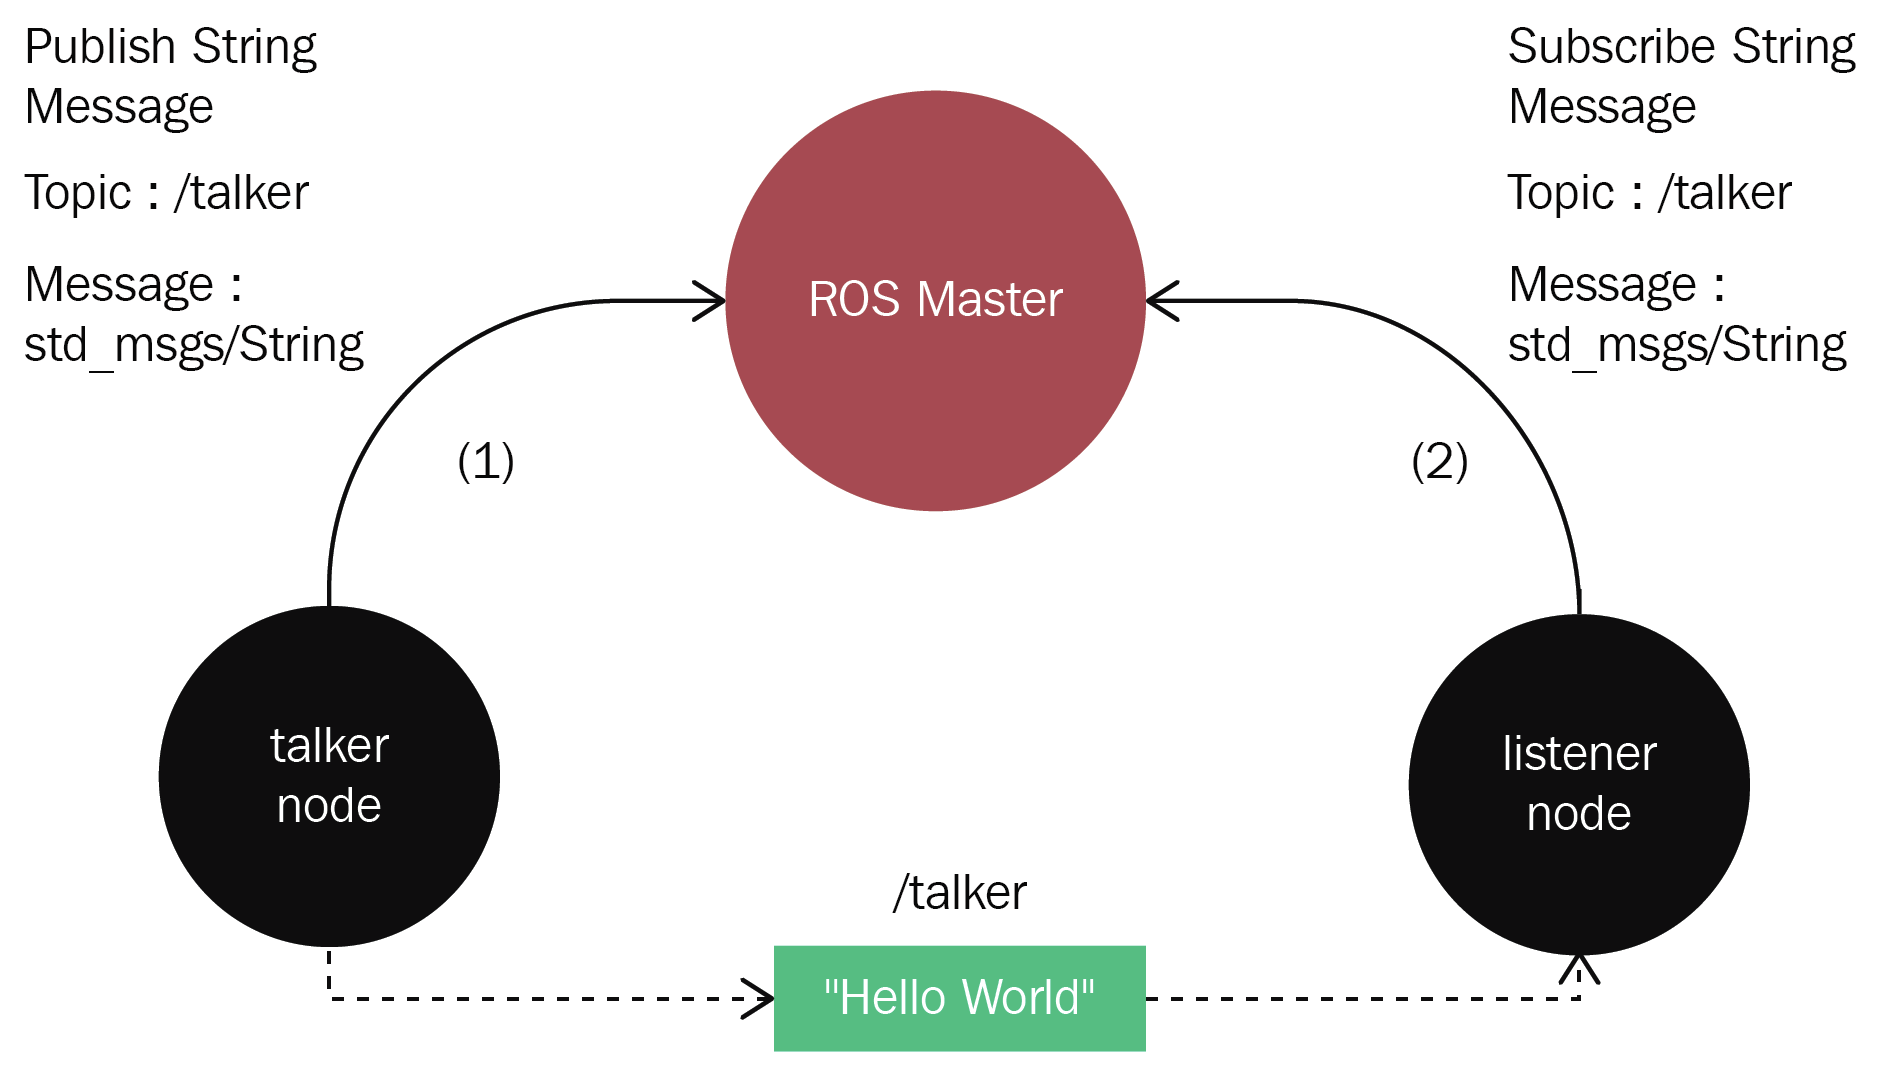 Publish String
Message
Topic : /talker
Message :
std_msgs/String
Subscribe String
Message
Topic : /talker
Message :
std_msgs/String
ROS Master
(1)
(2)
talker
node
listener
node
/talker
"Hello World"